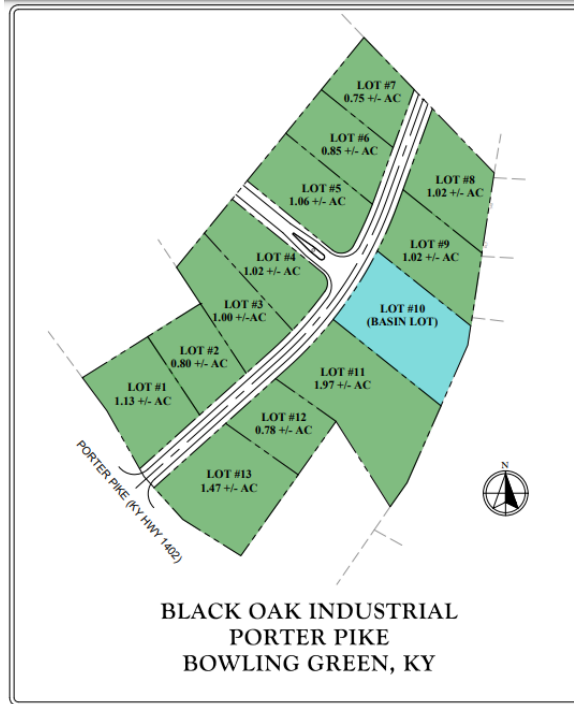 LOT #7
0.75 +/- AC
LOT #6
0.85 +/- AC
LOT #5
1.06 +/- AC
LOT #8
1.02 +/- AC
LOT #9
1.02 +/- AC
LOT #4
1.02 +/- AC
LOT #3
1.00 +/-AC
LOT #10
(BASIN LOT)
LOT #2
0.80 +/- AC
LOT #11
1.97 +/- AC
LOT #1
1.13 +/- AC
LOT #12
0.78 +/- AC
LOT #13
1.47 +/- AC
PORTER PIKE (KY HWY 1402)
N
BLACK OAK INDUSTRIAL
PORTER PIKE
BOWLING GREEN, KY